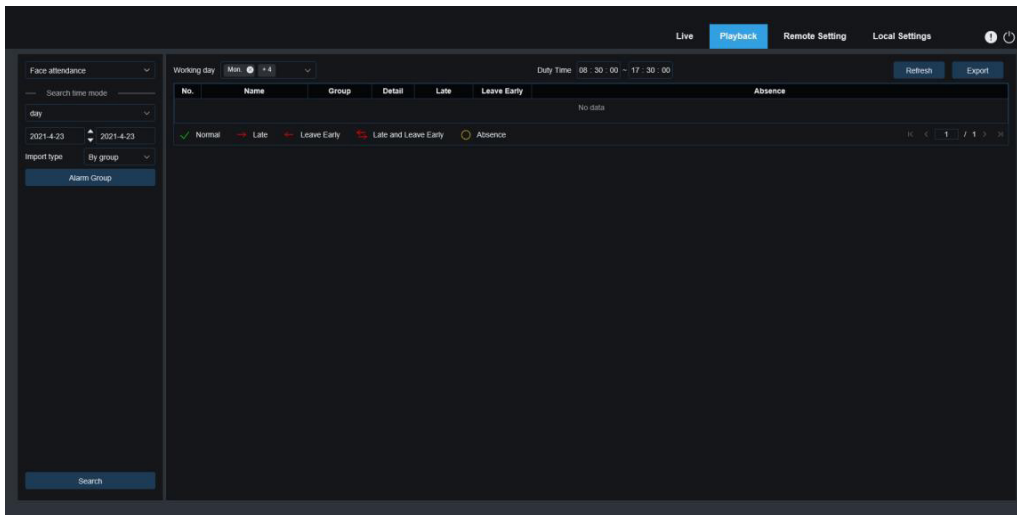 Live Playback Remote Setting Local Settings
Face attendance
Search time mode
day
2021-4-23 2021-4-23
Import type By group
Alarm Group
Search
Working day Mon. +4 Duty Time 08 : 30 : 00 ~ 17 : 30 : 00 Refresh Export
No. Name Group Detail Late Leave Early Absence
No data
Normal Late Leave Early Late and Leave Early Absence 1 / 1